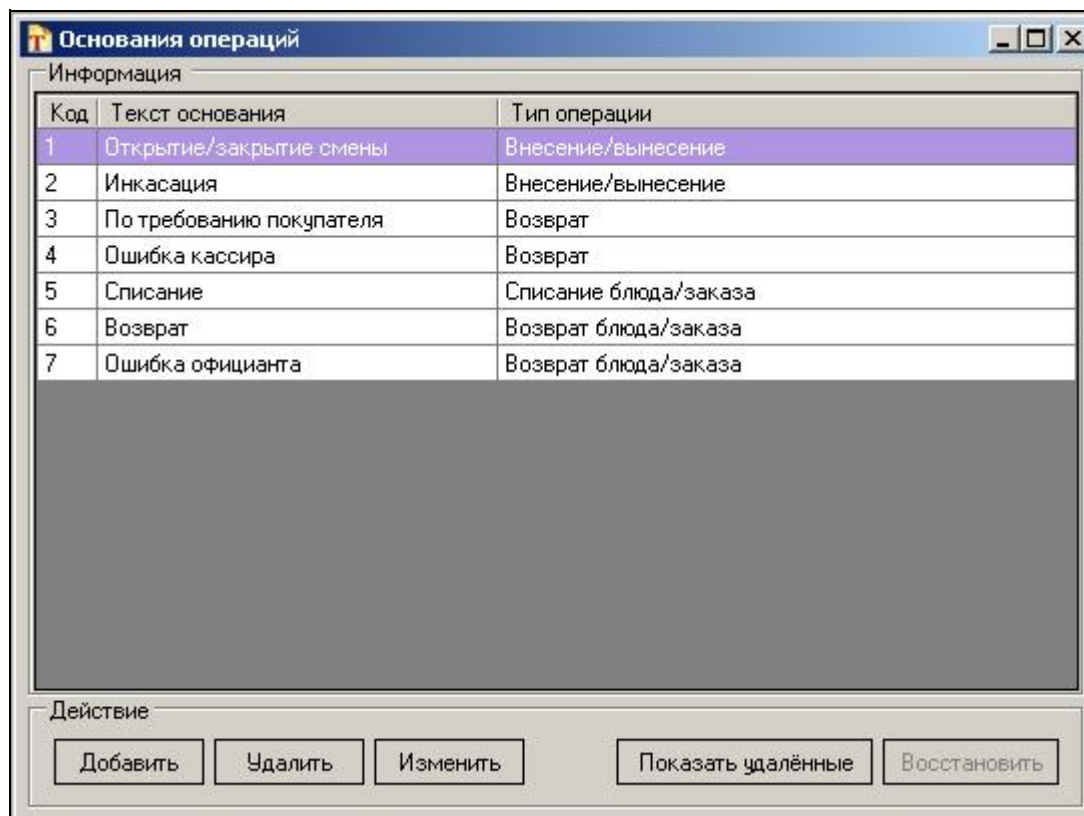 Основания операций
Информация
Код Текст основания Тип операции
1 Открытие/закрытие смены Внесение/вынесение
2 Инкасация Внесение/вынесение
3 По требованию покупателя Возврат
4 Ошибка кассира Возврат
5 Списание Списание блюда/заказа
6 Возврат Возврат блюда/заказа
7 Ошибка официанта Возврат блюда/заказа
Действие
Добавить Удалить Изменить Показать удалённые Восстановить